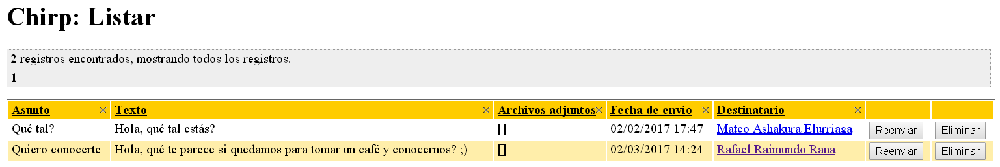 Chirp: Listar
2 registros encontrados, mostrando todos los registros.
1
Asunto Texto Archivos adjuntos Fecha de envío Destinatario
Qué tal? Hola, qué tal estás? [] 02/02/2017 17:47 Mateo Ashakura Elurriaga Reenviar Eliminar
Quiero conocerte Hola, qué te parece si quedamos para tomar un café y conocernos? ;) [] 02/03/2017 14:24 Rafael Raimundo Rana Reenviar Eliminar